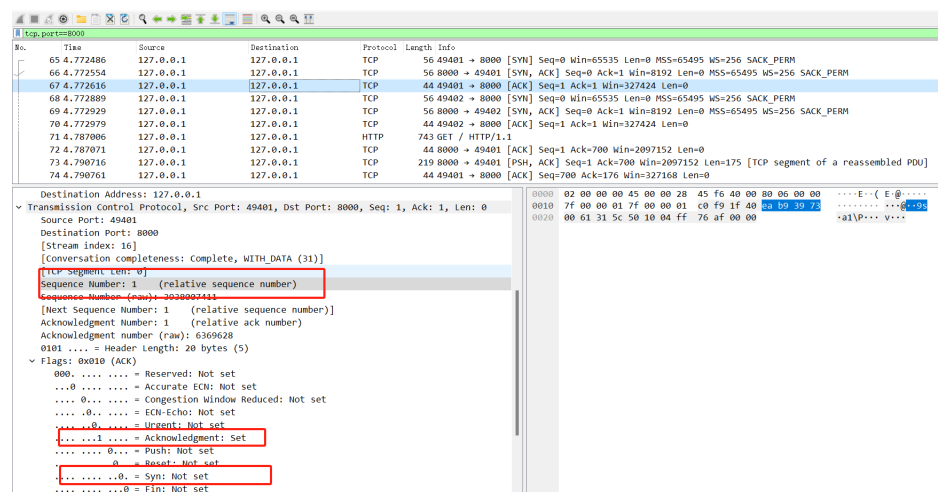 tcp.port==8000
No. Time Source Destination Protocol Length Info
65 4.772486 127.0.0.1 127.0.0.1 TCP 56 49401 → 8000 [SYN] Seq=0 Win=65535 Len=0 MSS=65495 WS=256 SACK_PERM
66 4.772554 127.0.0.1 127.0.0.1 TCP 56 8000 → 49401 [SYN, ACK] Seq=0 Ack=1 Win=8192 Len=0 MSS=65495 WS=256 SACK_PERM
67 4.772616 127.0.0.1 127.0.0.1 TCP 44 49401 → 8000 [ACK] Seq=1 Ack=1 Win=327424 Len=0
68 4.772889 127.0.0.1 127.0.0.1 TCP 56 49402 → 8000 [SYN] Seq=0 Win=65535 Len=0 MSS=65495 WS=256 SACK_PERM
69 4.772929 127.0.0.1 127.0.0.1 TCP 56 8000 → 49402 [SYN, ACK] Seq=0 Ack=1 Win=8192 Len=0 MSS=65495 WS=256 SACK_PERM
70 4.772979 127.0.0.1 127.0.0.1 TCP 44 49402 → 8000 [ACK] Seq=1 Ack=1 Win=327424 Len=0
71 4.787006 127.0.0.1 127.0.0.1 HTTP 743 GET / HTTP/1.1
72 4.787071 127.0.0.1 127.0.0.1 TCP 44 8000 → 49401 [ACK] Seq=1 Ack=700 Win=2097152 Len=0
73 4.790716 127.0.0.1 127.0.0.1 TCP 219 8000 → 49401 [PSH, ACK] Seq=1 Ack=700 Win=2097152 Len=175 [TCP segment of a reassembled PDU]
74 4.790761 127.0.0.1 127.0.0.1 TCP 44 49401 → 8000 [ACK] Seq=700 Ack=176 Win=327168 Len=0
Destination Address: 127.0.0.1
Transmission Control Protocol, Src Port: 49401, Dst Port: 8000, Seq: 1, Ack: 1, Len: 0
Source Port: 49401
Destination Port: 8000
[Stream index: 16]
[Conversation completeness: Complete, WITH_DATA (31)]
[TCP Segment Len: 0]
Sequence Number: 1 (relative sequence number)
Sequence Number (raw): 3938007411
[Next Sequence Number: 1 (relative sequence number)]
Acknowledgment Number: 1 (relative ack number)
Acknowledgment number (raw): 6369628
0101 .... = Header Length: 20 bytes (5)
Flags: 0x010 (ACK)
000. .... .... = Reserved: Not set
...0 .... .... = Accurate ECN: Not set
.... 0... .... = Congestion Window Reduced: Not set
.... .0.. .... = ECN-Echo: Not set
.... ..0. .... = Urgent: Not set
.... ...1 .... = Acknowledgment: Set
.... .... 0... = Push: Not set
.... .... .0.. = Reset: Not set
.... .... ..0. = Syn: Not set
.... .... ...0 = Fin: Not set
0000 02 00 00 00 45 00 00 28 45 f6 40 00 80 06 00 00 ····E··( E·@·····
0010 7f 00 00 01 7f 00 00 01 c0 f9 1f 40 ea b9 39 73 ········ ···@··9s
0020 00 61 31 5c 50 10 04 ff 76 af 00 00 ·a1\P··· v···